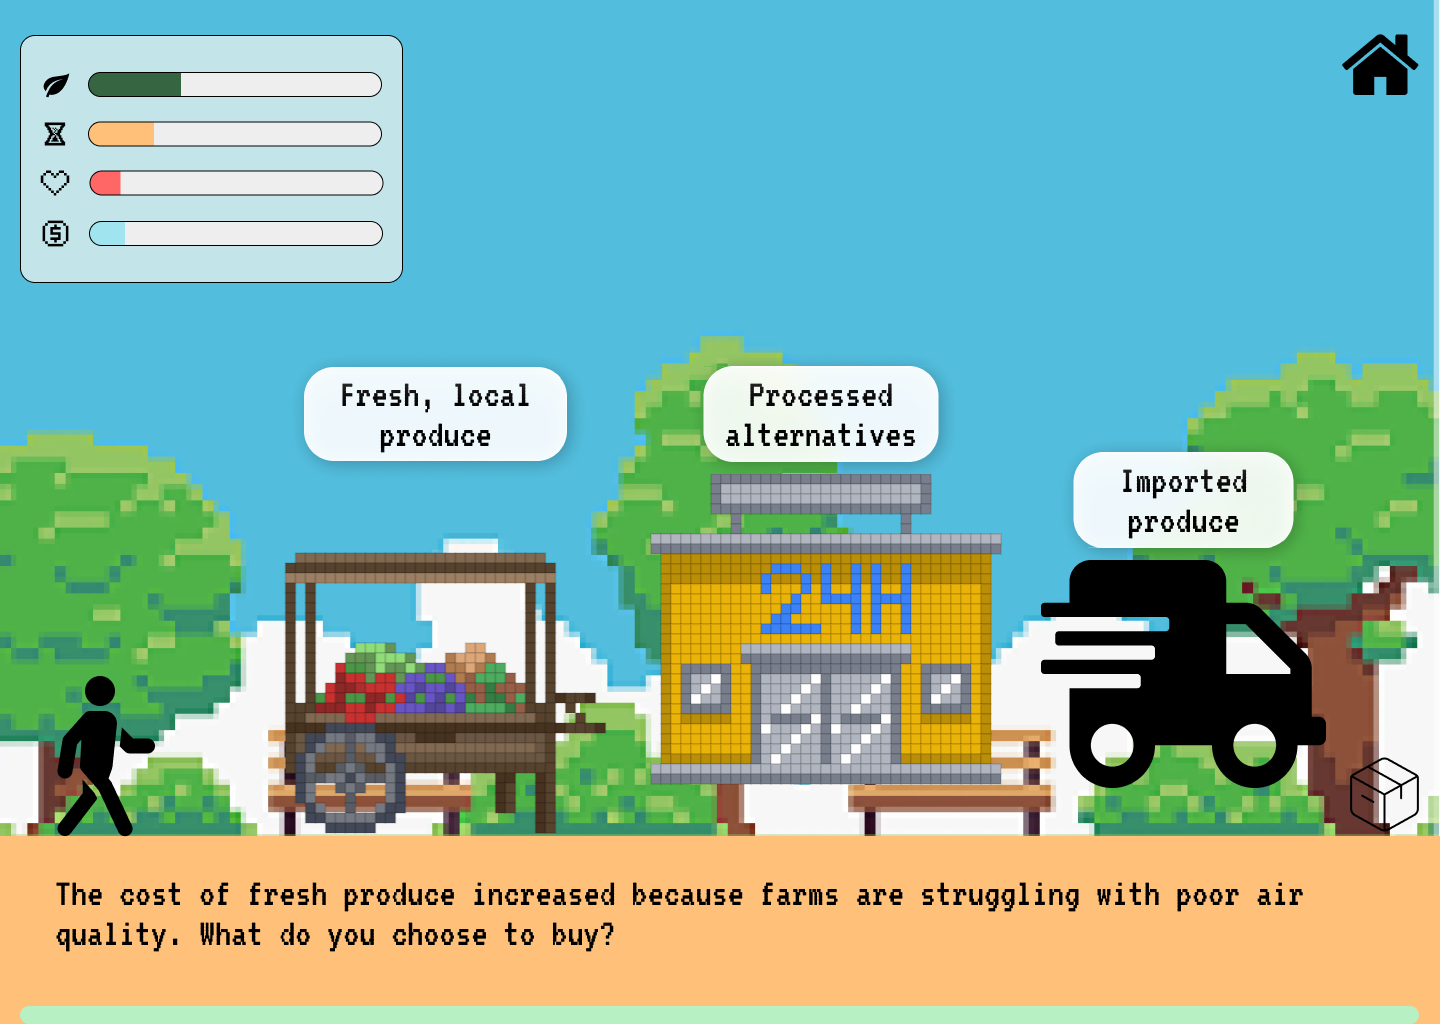 Fresh, local
produce
Processed
alternatives
Imported
produce
24H
The cost of fresh produce increased because farms are struggling with poor air
quality. What do you choose to buy?